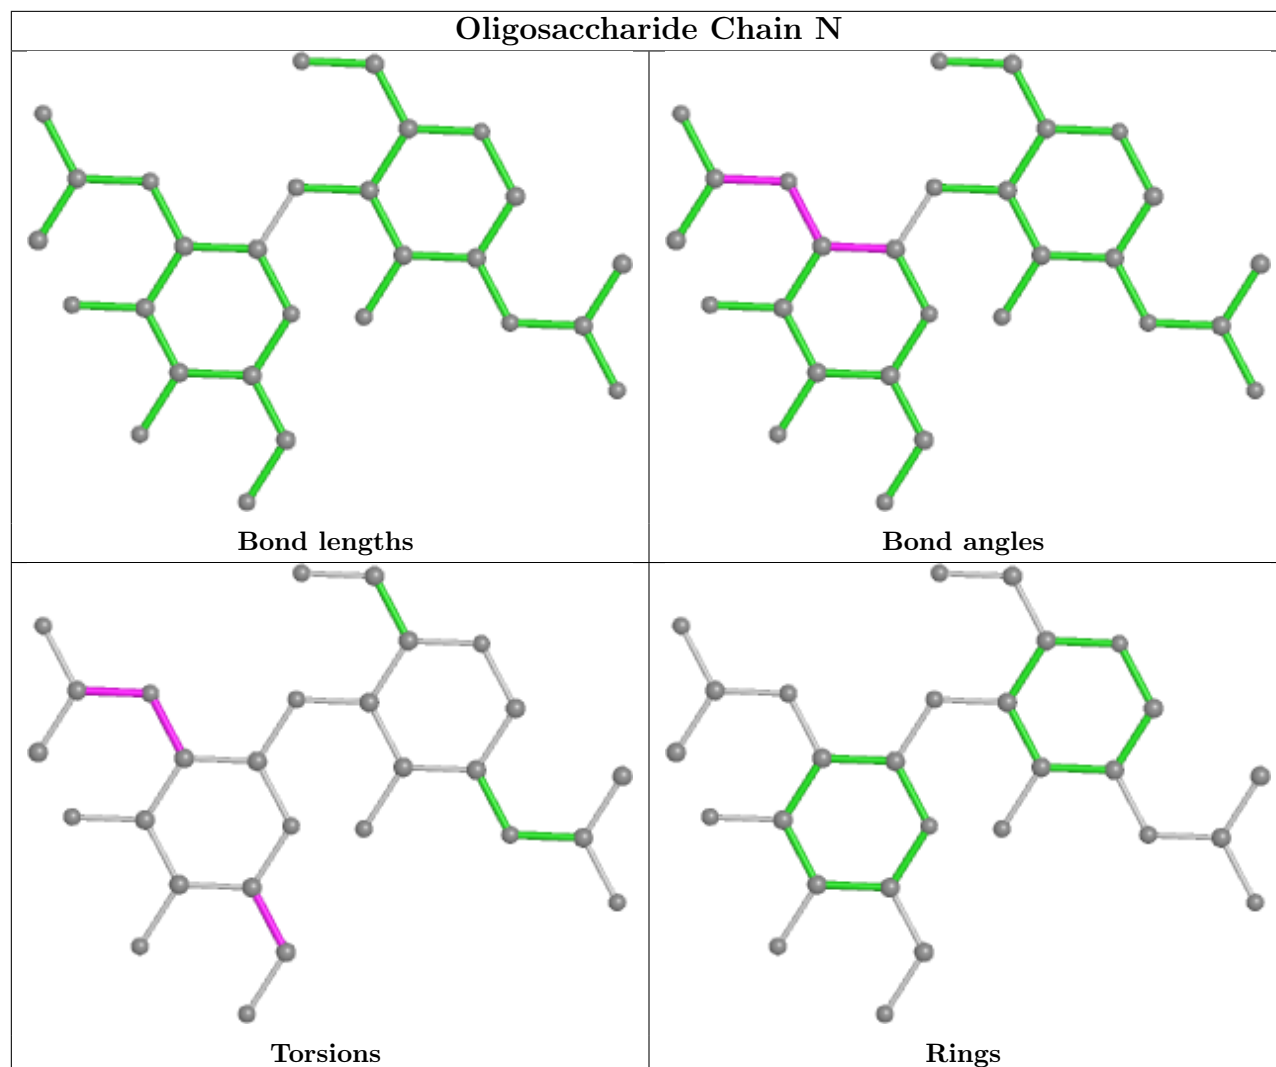 Oligosaccharide Chain N
Bond lengths
Bond angles
Torsions
Rings